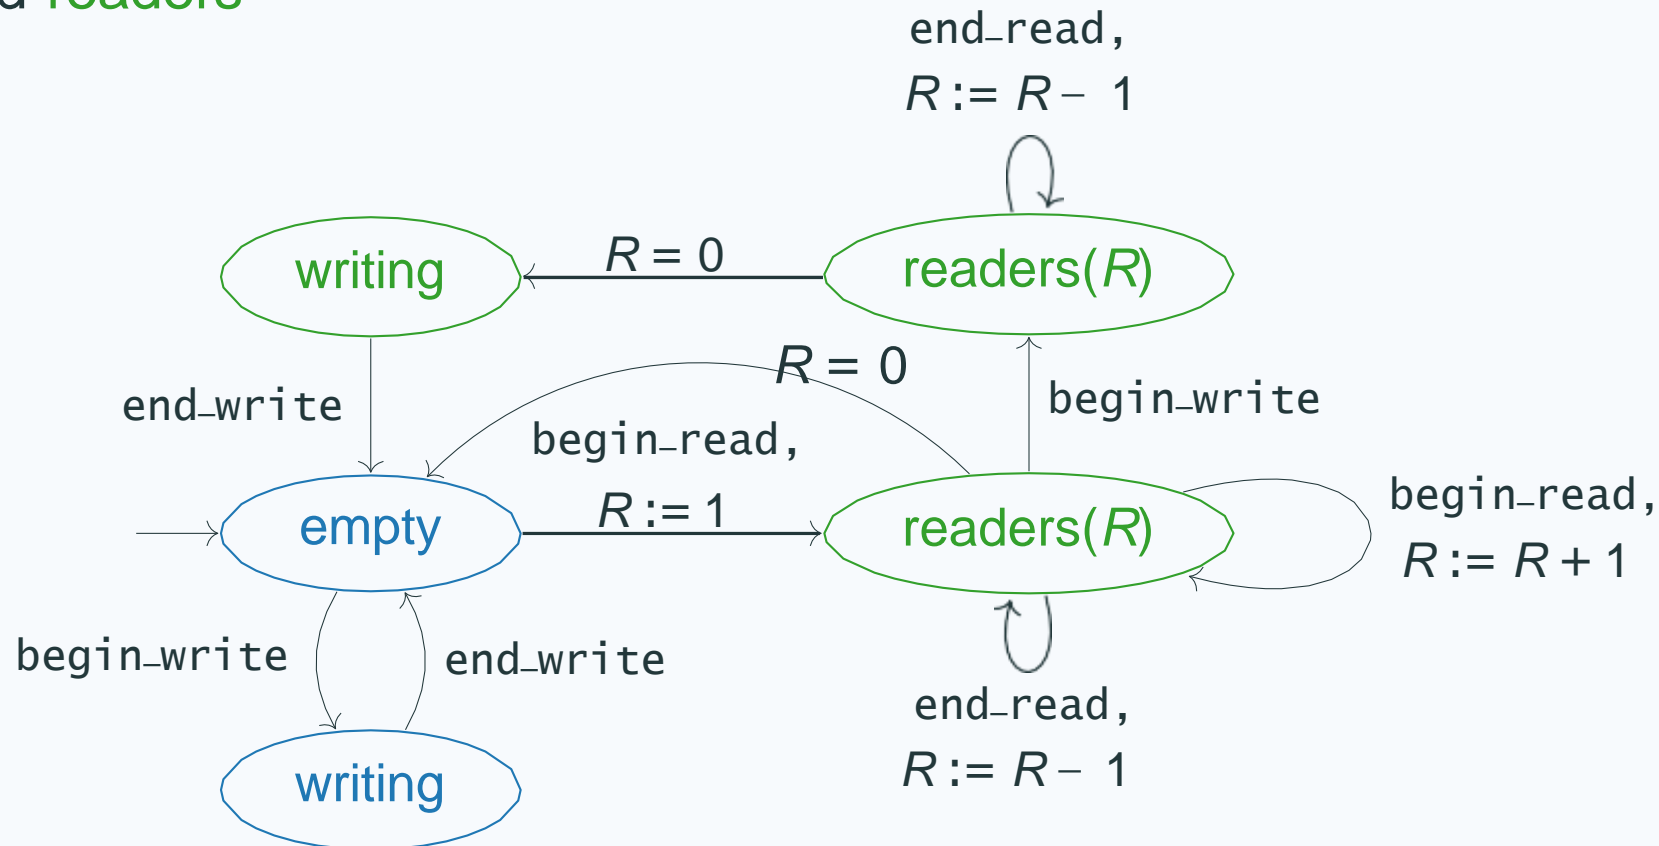 readers
end_read,
R := R − 1
writing
R = 0
readers(R)
R = 0
end_write
begin_write
begin_read,
R := 1
empty
readers(R)
begin_read,
R := R + 1
begin_write
end_write
end_read,
R := R − 1
writing